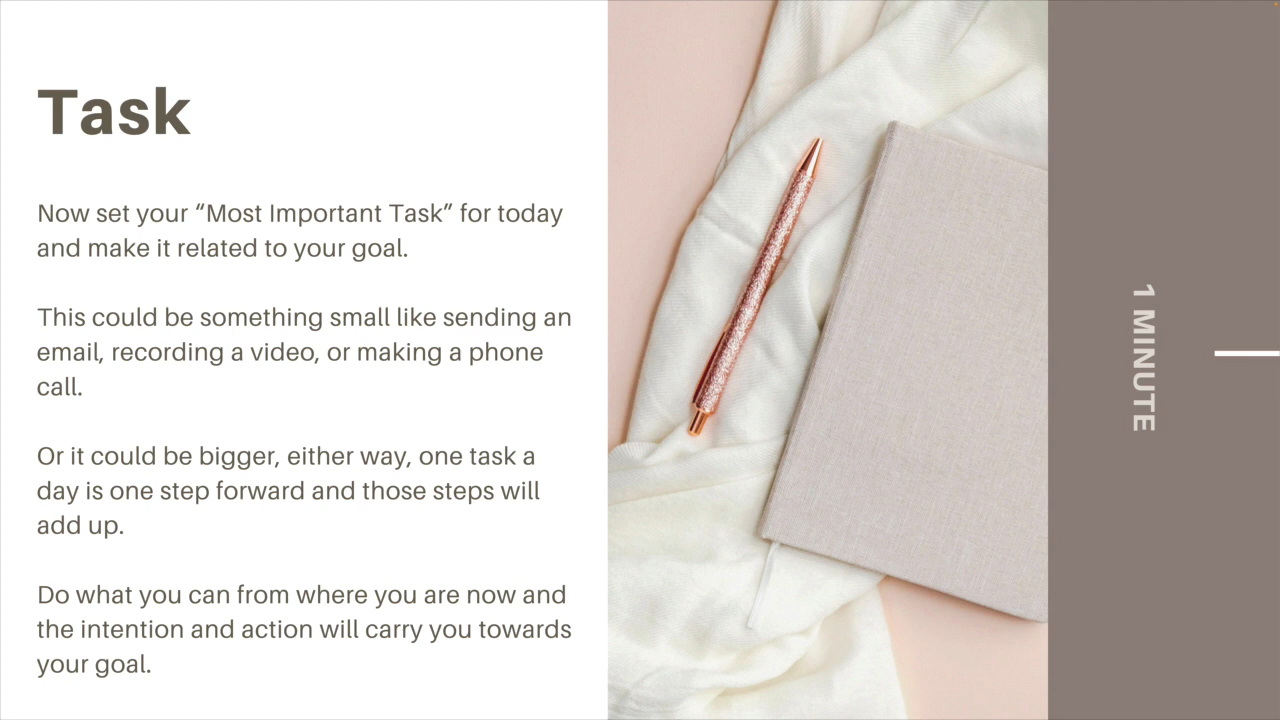 Task
Now set your “Most Important Task” for today
and make it related to your goal.
This could be something small like sending an
email, recording a video, or making a phone
call.
Or it could be bigger, either way, one task a
day is one step forward and those steps will
add up.
Do what you can from where you are now and
the intention and action will carry you towards
your goal.
1 MINUTE